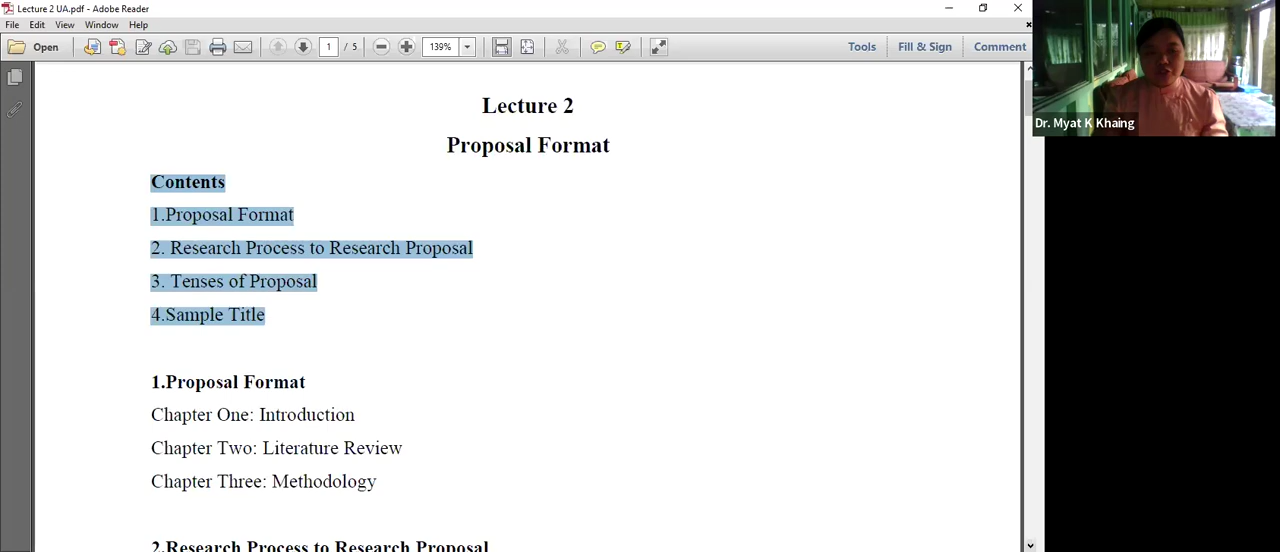 Lecture 2 UA.pdf - Adobe Reader
File Edit View Window Help
Open 1 / 5 139% Tools Fill & Sign Comment
Dr. Myat K Khaing
Lecture 2
Proposal Format
Contents
1.Proposal Format
2. Research Process to Research Proposal
3. Tenses of Proposal
4.Sample Title
1.Proposal Format
Chapter One: Introduction
Chapter Two: Literature Review
Chapter Three: Methodology
2.Research Process to Research Proposal